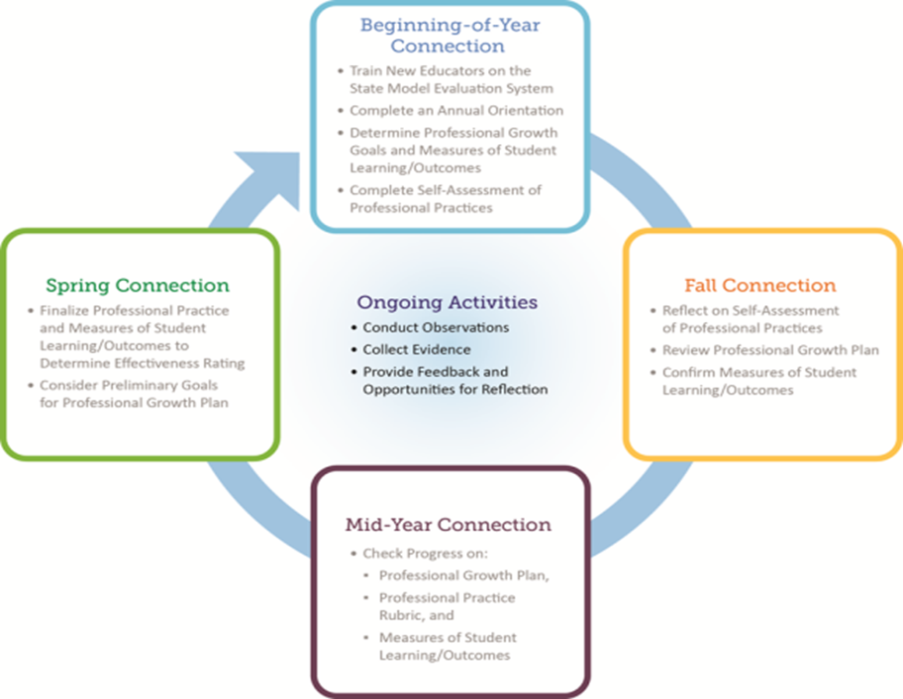 Beginning-of-Year
Connection
• Train New Educators on the
State Model Evaluation System
• Complete an Annual Orientation
• Determine Professional Growth
Goals and Measures of Student
Learning/Outcomes
• Complete Self-Assessment of
Professional Practices
Fall Connection
• Reflect on Self-Assessment
of Professional Practices
• Review Professional Growth Plan
• Confirm Measures of Student
Learning/Outcomes
Mid-Year Connection
• Check Progress on:
• Professional Growth Plan,
• Professional Practice
Rubric, and
• Measures of Student
Learning/Outcomes
Spring Connection
• Finalize Professional Practice
and Measures of Student
Learning/Outcomes to
Determine Effectiveness Rating
• Consider Preliminary Goals
for Professional Growth Plan
Ongoing Activities
• Conduct Observations
• Collect Evidence
• Provide Feedback and
Opportunities for Reflection